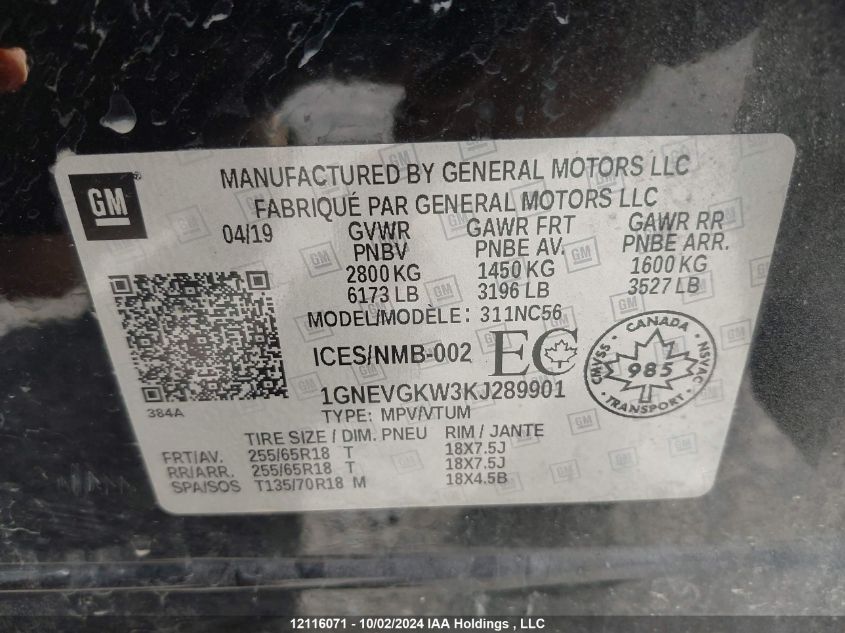 GM
MANUFACTURED BY GENERAL MOTORS LLC
FABRIQUÉ PAR GENERAL MOTORS LLC
04/19 GVWR GAWR FRT GAWR RR
PNBV PNBE AV. PNBE ARR.
2800 KG 1450 KG 1600 KG
6173 LB 3196 LB 3527 LB
MODEL/MODÈLE: 311NC56
ICES/NMB-002 EC
CANADA
CMVSS 985 NSVAC
TRANSPORT
1GNEVGKW3KJ289901
384A
TYPE: MPV/VTUM
TIRE SIZE / DIM. PNEU RIM / JANTE
FRT/AV. 255/65R18 T 18X7.5J
RR/ARR. 255/65R18 T 18X7.5J
SPA/SOS T135/70R18 M 18X4.5B
12116071 - 10/02/2024 IAA Holdings , LLC